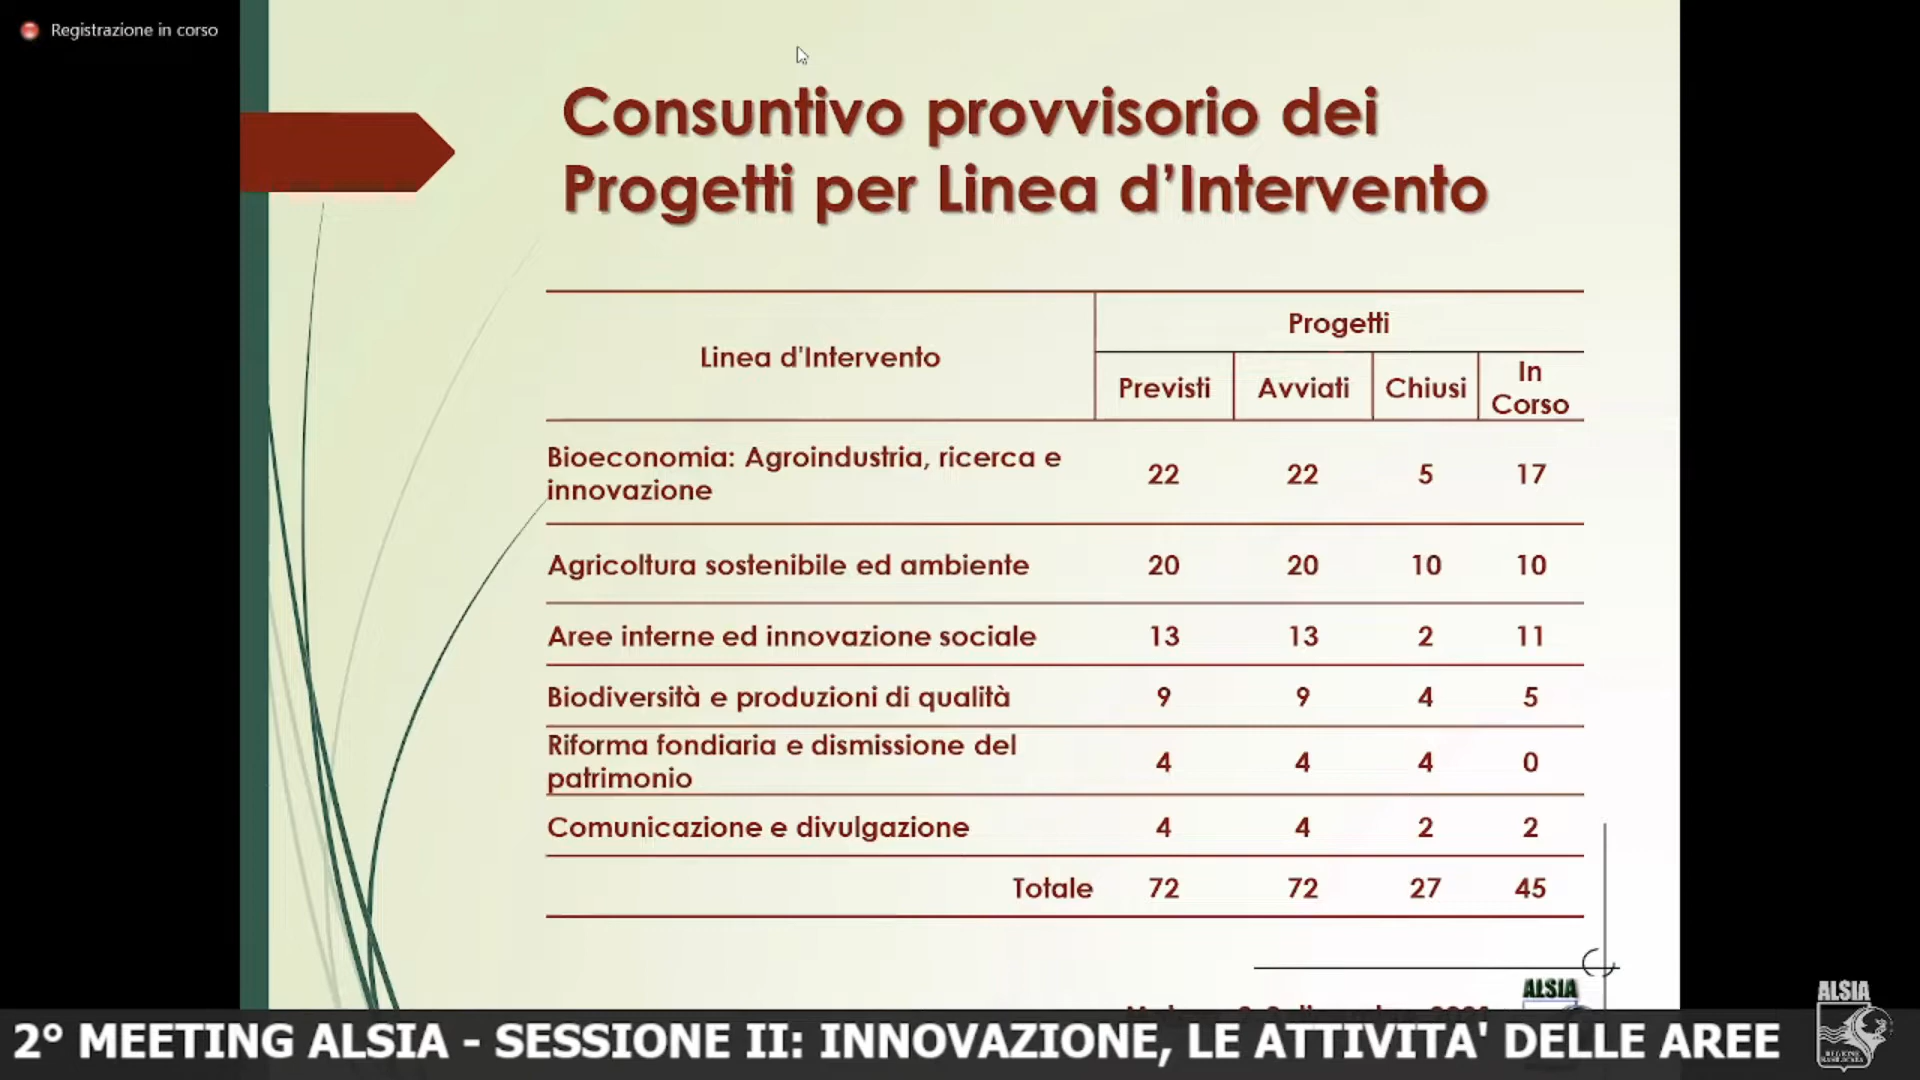 Registrazione in corso
Consuntivo provvisorio dei
Progetti per Linea d'Intervento
Linea d'Intervento
Progetti
Previsti Avviati Chiusi In Corso
Bioeconomia: Agroindustria, ricerca e
innovazione 22 22 5 17
Agricoltura sostenibile ed ambiente 20 20 10 10
Aree interne ed innovazione sociale 13 13 2 11
Biodiversità e produzioni di qualità 9 9 4 5
Riforma fondiaria e dismissione del
patrimonio 4 4 4 0
Comunicazione e divulgazione 4 4 2 2
Totale 72 72 27 45
ALSIA
ALSIA
REGIONE
BASILICATA
2° MEETING ALSIA - SESSIONE II: INNOVAZIONE, LE ATTIVITA' DELLE AREE